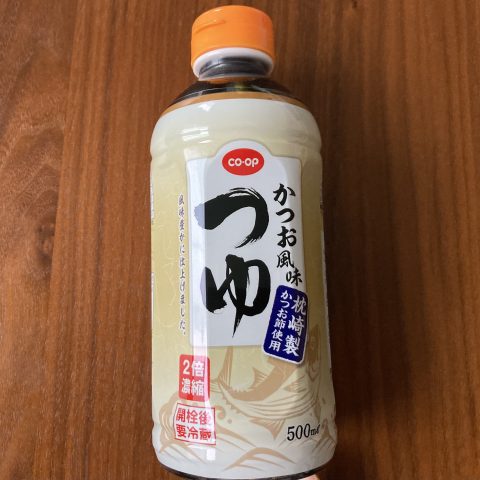 co·op
かつお風味
つゆ
枕崎製
かつお節使用
風味豊かに仕上げました。
2倍
濃縮
開栓後
要冷蔵
500mℓ